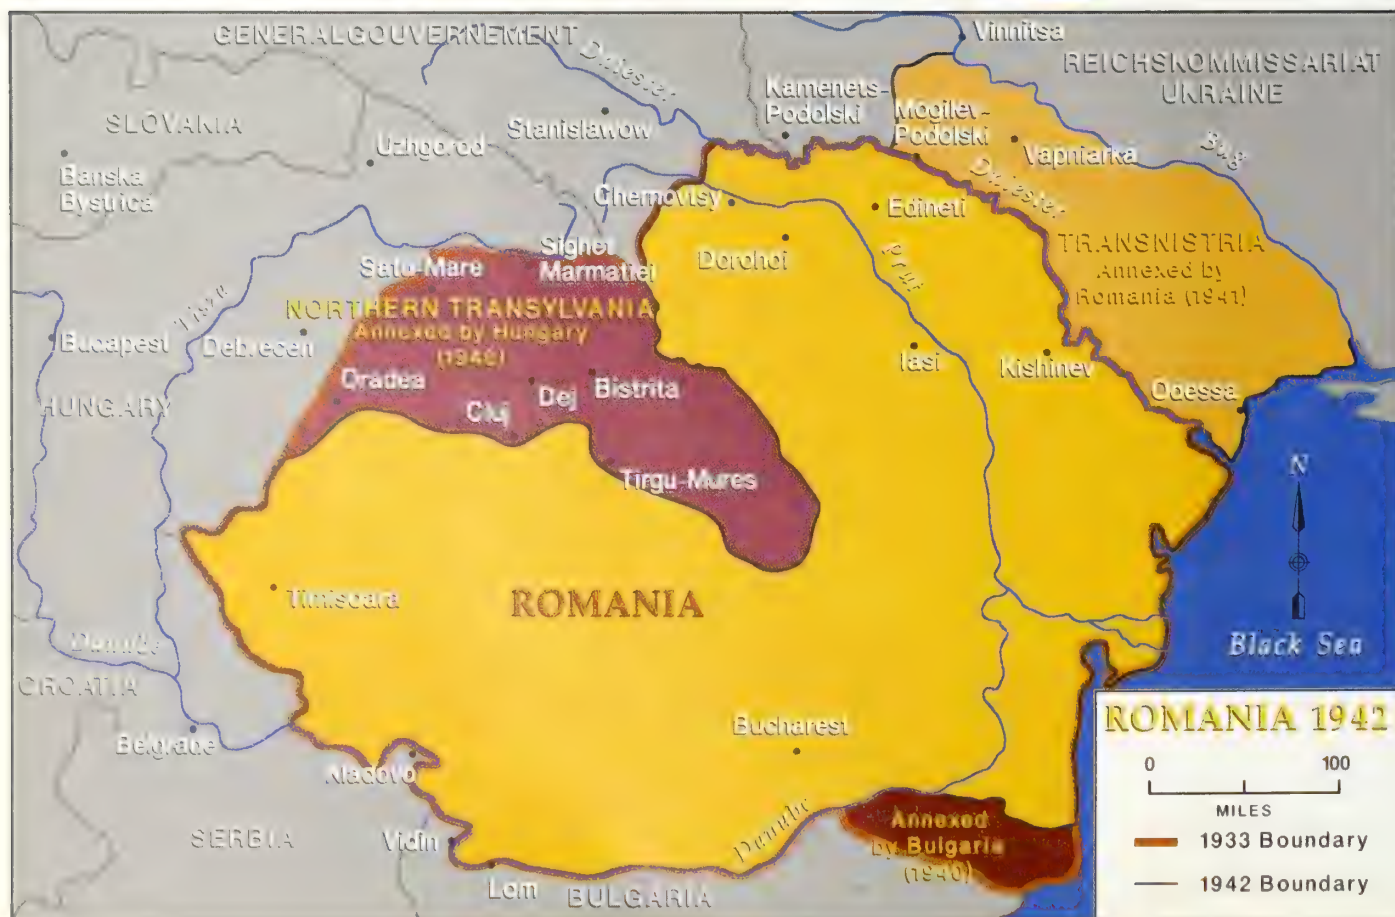 GENERALGOUVERNEMENT
Dniester
Vinnitsa
REICHSKOMMISSARIAT
UKRAINE
SLOVANIA
Stanislawow
Kamenets-
Podolski
Mogilev-
Podolski
Vapniarka
Bug
Uzhgorod
Banska
Bystrica
Dniester
Chernovtsy
Edineti
Prut
TRANSNISTRIA
Annexed by
Romania (1941)
Dorohoi
Sighet
Marmatiei
Satu-Mare
NORTHERN TRANSYLVANIA
Annexed by Hungary
Tisza
Budapest
Debrecen
Iasi
Kishinev
Odessa
Oradea
Dej
Bistrita
Cluj
HUNGARY
Tirgu-Mures
N
Timisoara
ROMANIA
Black Sea
Danube
CROATIA
Belgrade
Bucharest
Kladovo
SERBIA
Vidin
Lom
Danube
BULGARIA
Annexed
by Bulgaria
(1940)
ROMANIA 1942
0 100
MILES
1933 Boundary
1942 Boundary